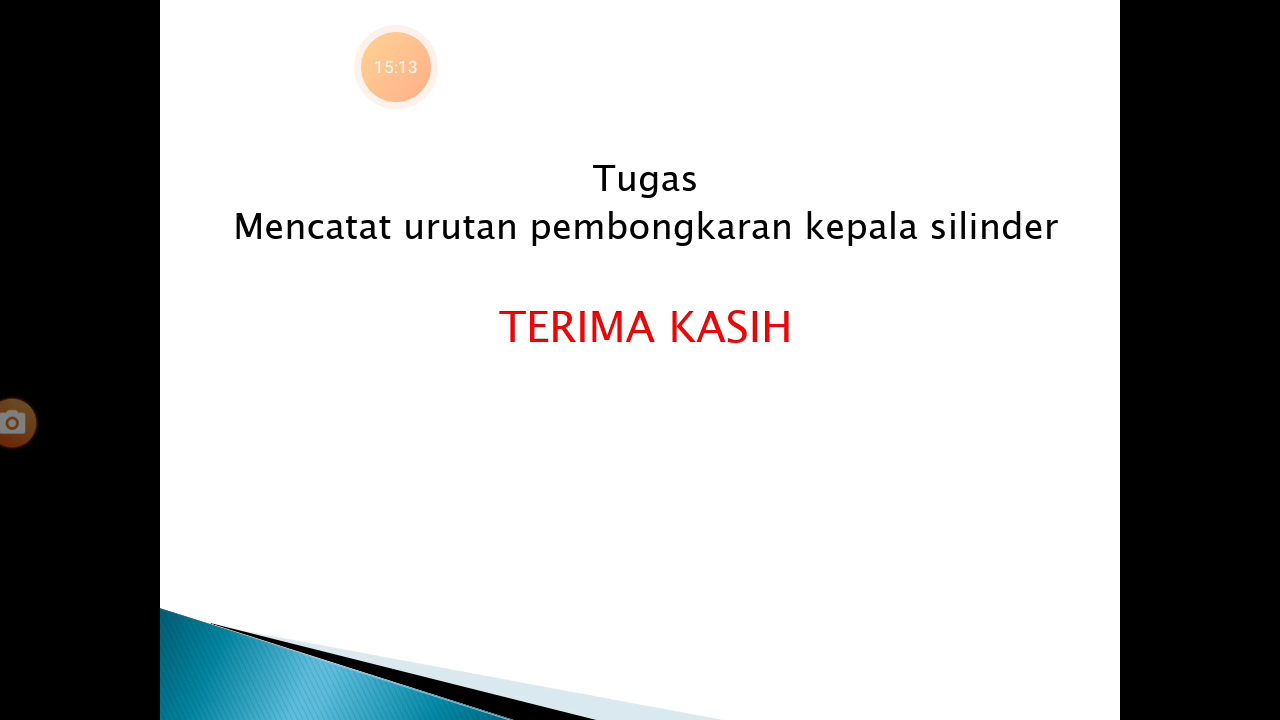 15:13
Tugas
Mencatat urutan pembongkaran kepala silinder
TERIMA KASIH